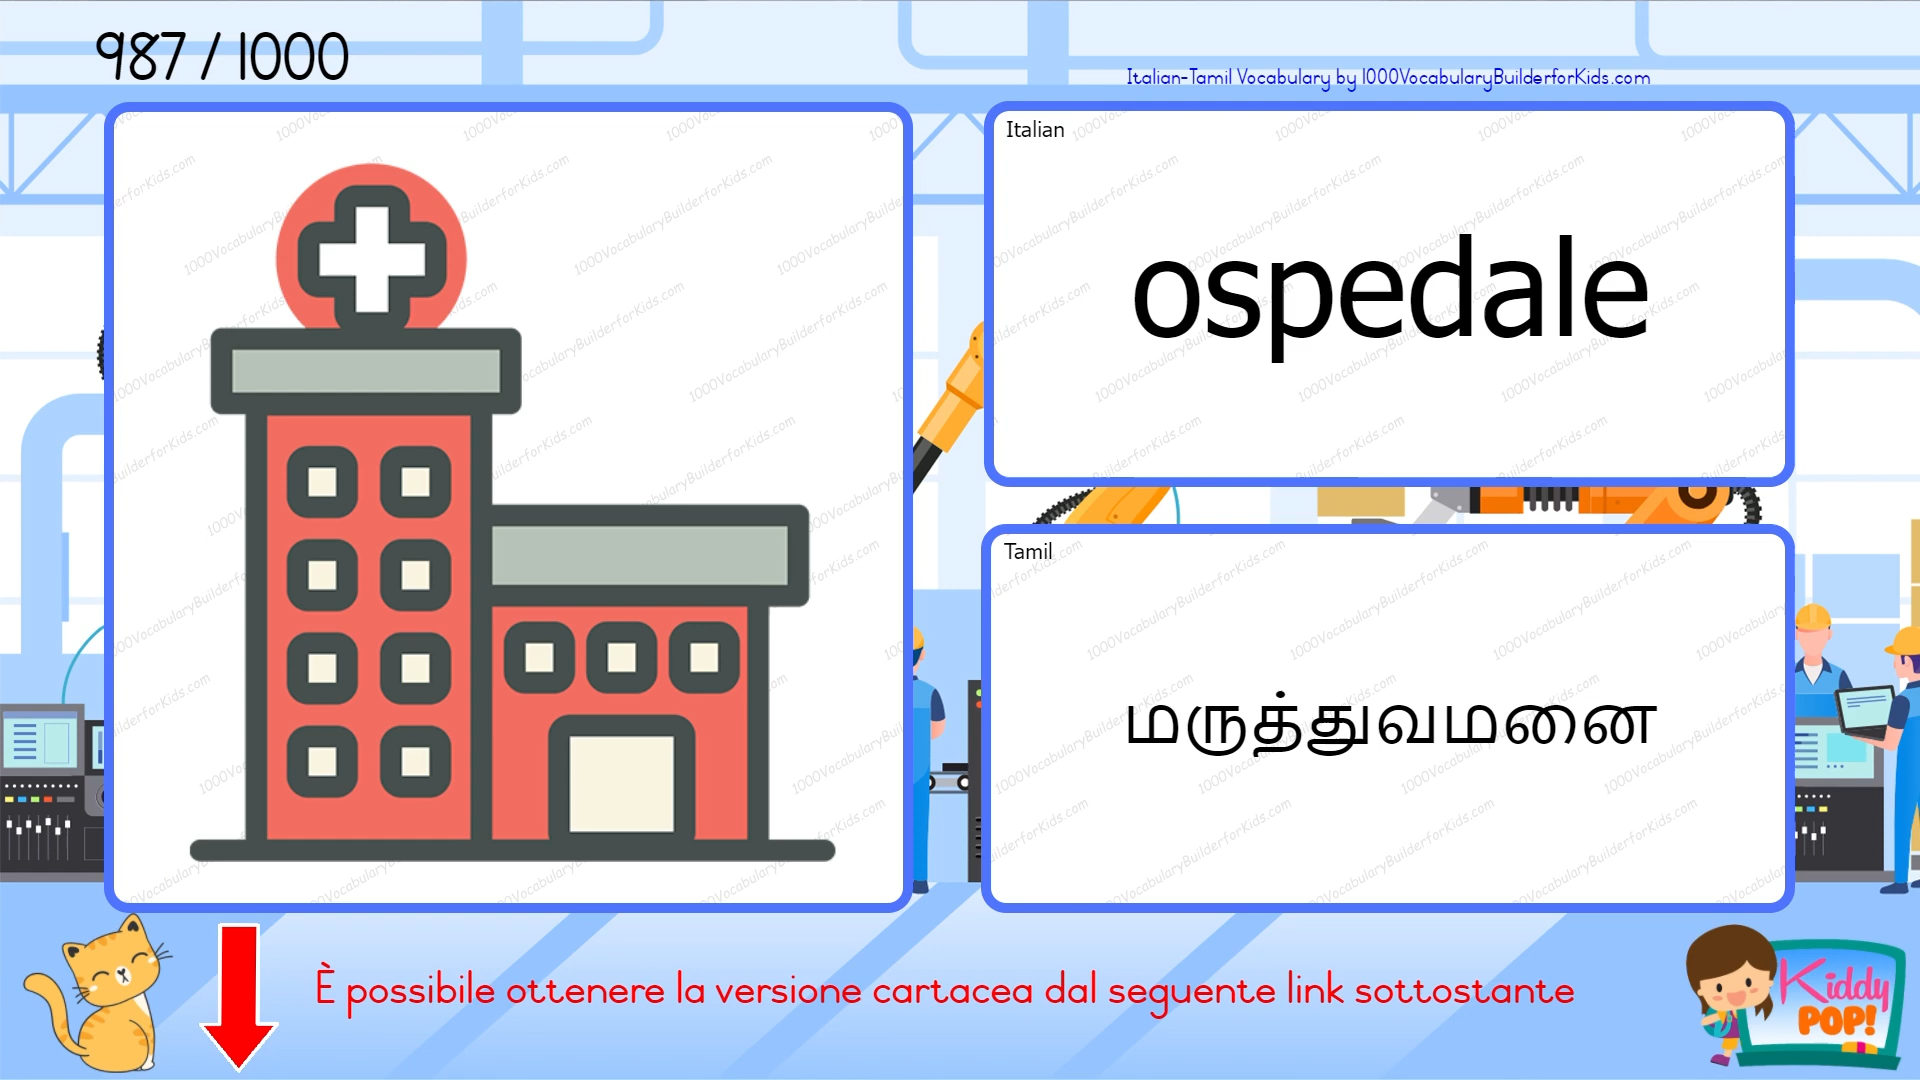 987 / 1000
Italian-Tamil Vocabulary by 1000VocabularyBuilderforKids.com
Italian
ospedale
Tamil
மருத்துவமனை
È possibile ottenere la versione cartacea dal seguente link sottostante
Kiddy
POP!